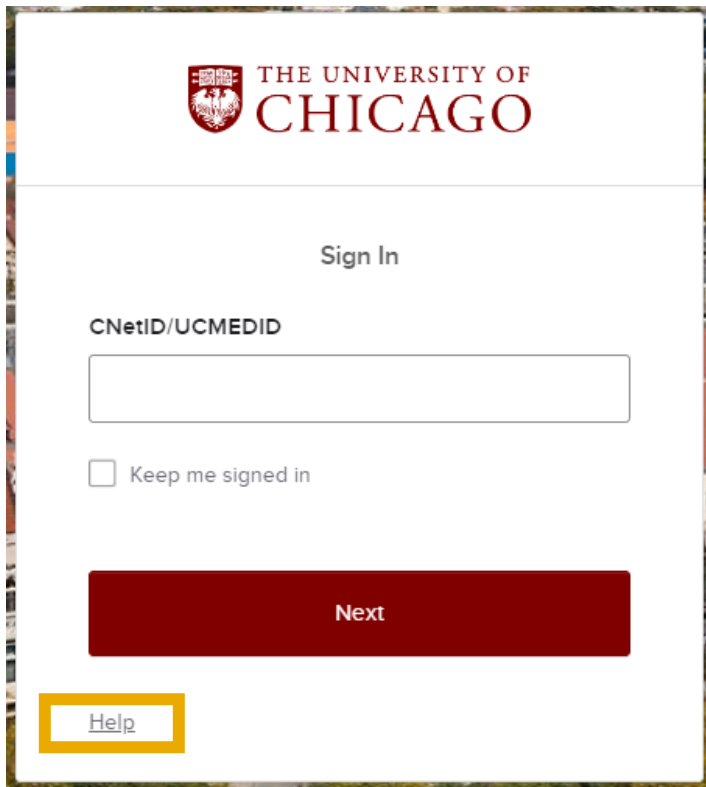 THE UNIVERSITY OF
CHICAGO
Sign In
CNetID/UCMEDID
Keep me signed in
Next
Help